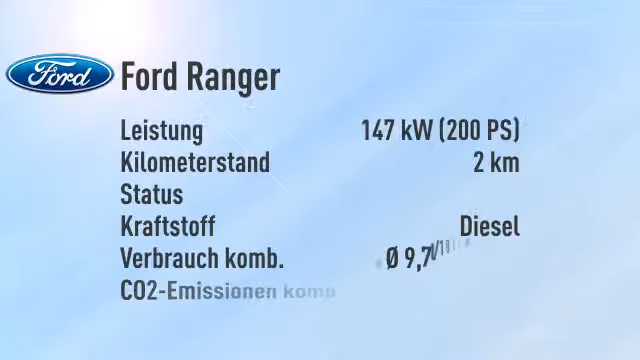 Ford Ford Ranger
Leistung 147 kW (200 PS)
Kilometerstand 2 km
Status
Kraftstoff Diesel
Verbrauch komb. Ø 9,7
CO2-Emissionen komb